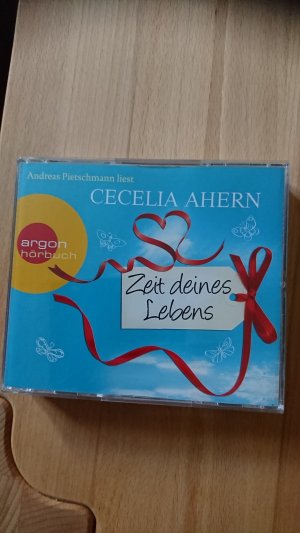 Andreas Pietschmann liest
CECELIA AHERN
argon
hörbuch
Zeit deines
Lebens